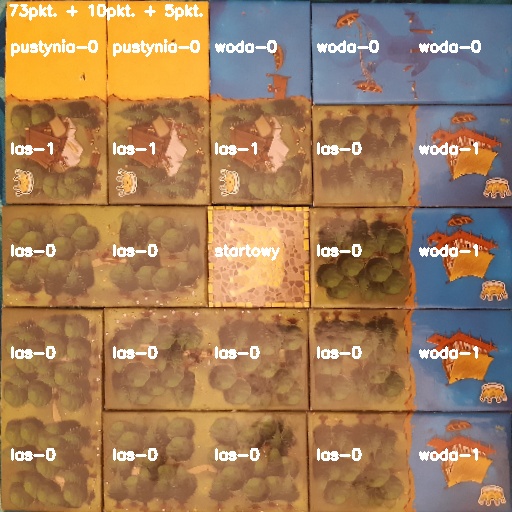 73pkt. + 10pkt. + 5pkt.
pustynia-0 pustynia-0 woda-0 woda-0 woda-0
las-1 las-1 las-1 las-0 woda-1
las-0 las-0 startowy las-0 woda-1
las-0 las-0 las-0 las-0 woda-1
las-0 las-0 las-0 las-0 woda-1